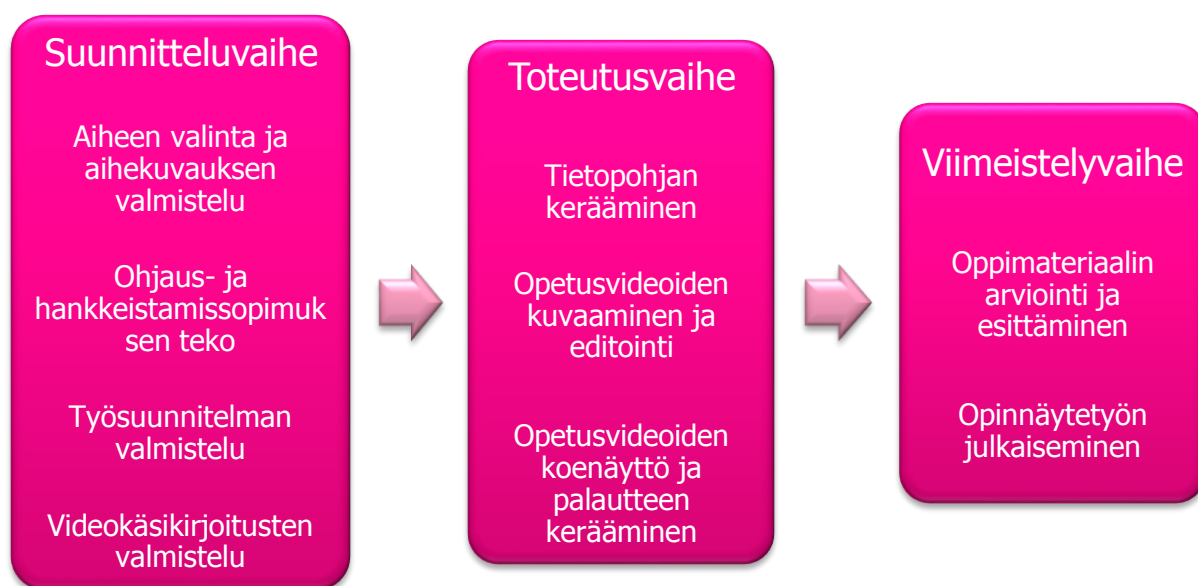 Suunnitteluvaihe
Aiheen valinta ja
aihekuvauksen
valmistelu
Ohjaus- ja
hankkeistamissopimuk
sen teko
Työsuunnitelman
valmistelu
Videokäsikirjoitusten
valmistelu
Toteutusvaihe
Tietopohjan
kerääminen
Opetusvideoiden
kuvaaminen ja
editointi
Opetusvideoiden
koenäyttö ja
palautteen
kerääminen
Viimeistelyvaihe
Oppimateriaalin
arviointi ja
esittäminen
Opinnäytetyön
julkaiseminen